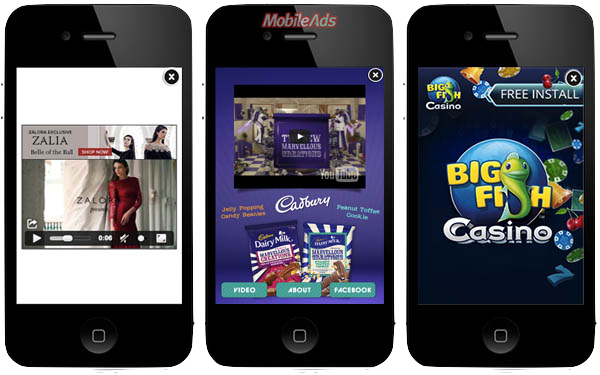 MobileAds
ZALORA EXCLUSIVE
ZALIA
Belle of the Ball
SHOP NOW
ZALORA
presents
0:06
THE NEW
MARVELLOUS
CREATIONS
YouTube
Jelly Popping
Candy Beanies
Cadbury
Peanut Toffee
Cookie
Cadbury
Dairy Milk
MARVELLOUS
CREATIONS
DAIRY MILK
MARVELLOUS
CREATIONS
VIDEO
ABOUT
FACEBOOK
BIG
FISH
Casino
FREE INSTALL
BIG
FISH
Casino